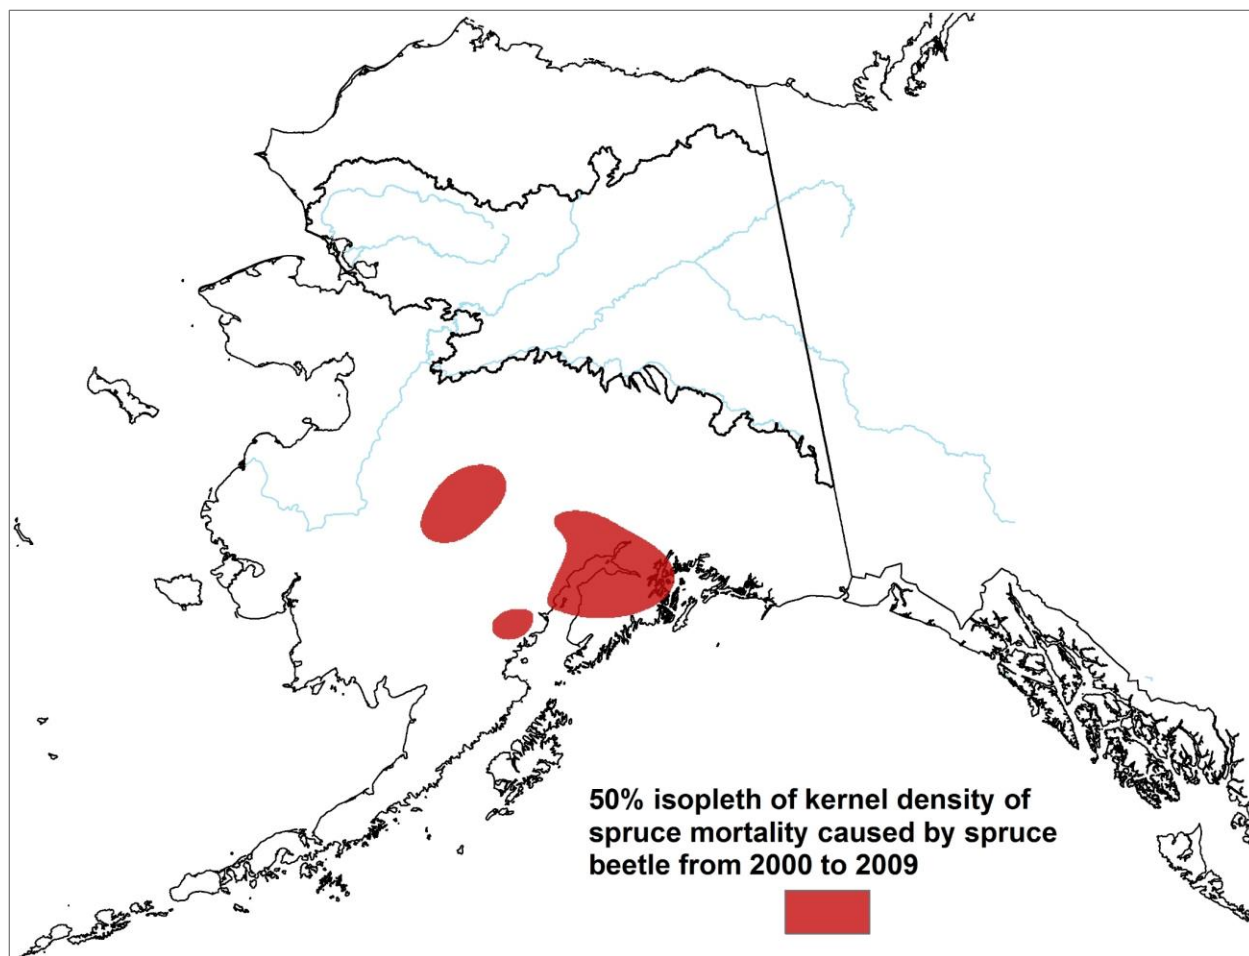 50% isopleth of kernel density of
spruce mortality caused by spruce
beetle from 2000 to 2009